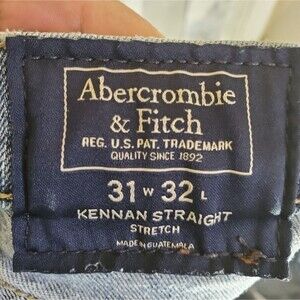 Abercrombie
& Fitch
REG. U.S. PAT. TRADEMARK
QUALITY SINCE 1892
31 W 32 L
KENNAN STRAIGHT
STRETCH
MADE IN GUATEMALA